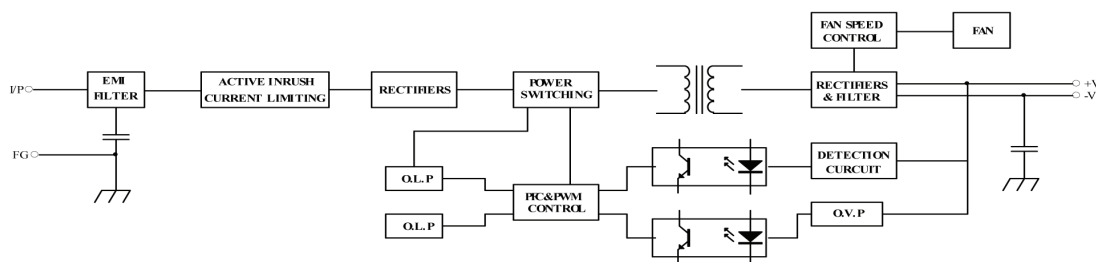 FAN SPEED
CONTROL
FAN
I/P
EMI
FILTER
ACTIVE INRUSH
CURRENT LIMITING
RECTIFIERS
POWER
SWITCHING
RECTIFIERS
& FILTER
+V
-V
FG
O.L.P
PFC&PWM
CONTROL
DETECTION
CURCUIT
O.L.P
O.V.P